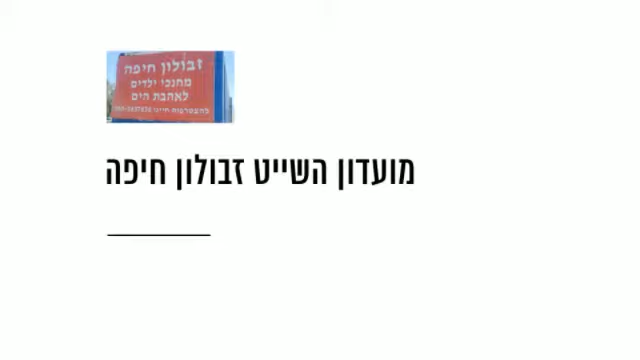 זבולון חיפה
מחנכי ילדים
לאהבת הים
מועדון השייט זבולון חיפה